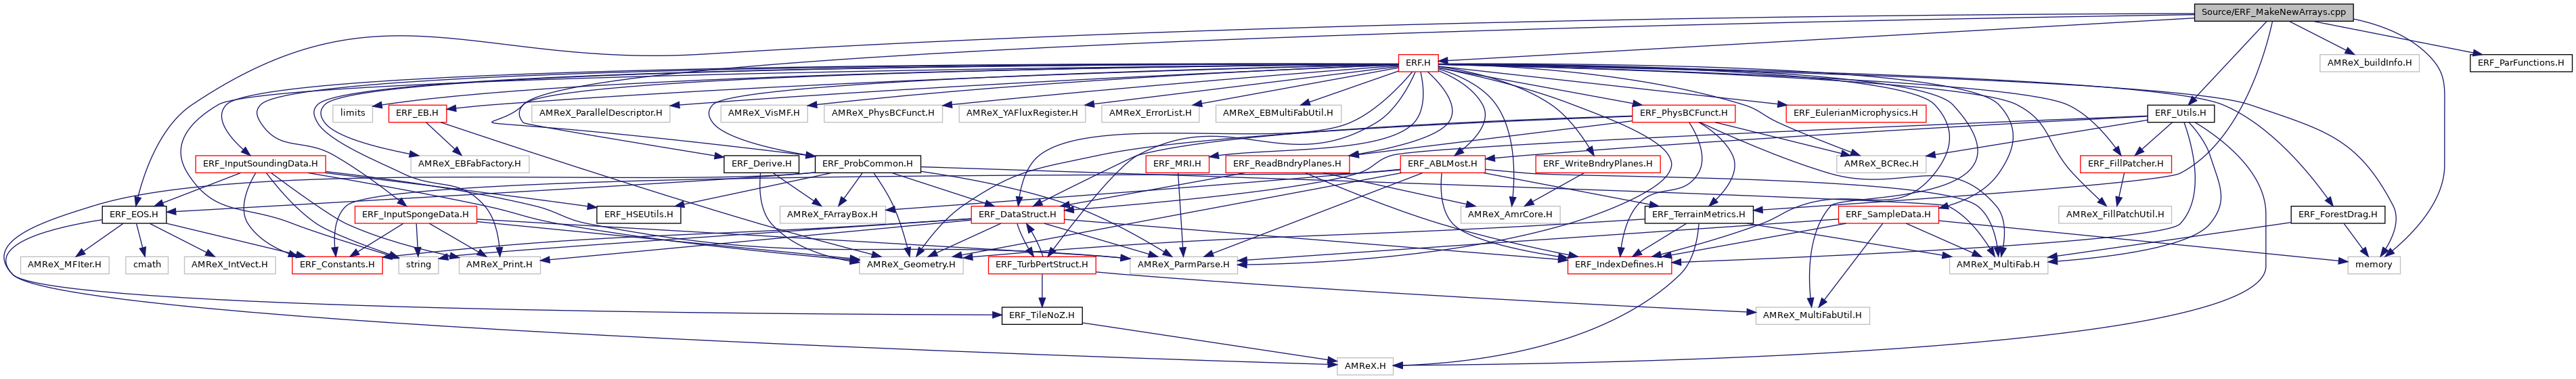 Source/ERF_MakeNewArrays.cpp
ERF.H
AMReX_buildInfo.H
ERF_ParFunctions.H
limits
ERF_EB.H
AMReX_ParallelDescriptor.H
AMReX_VisMF.H
AMReX_PhysBCFunct.H
AMReX_YAFluxRegister.H
AMReX_ErrorList.H
AMReX_EBMultiFabUtil.H
ERF_PhysBCFunct.H
ERF_EulerianMicrophysics.H
ERF_Utils.H
ERF_InputSoundingData.H
AMReX_EBFabFactory.H
ERF_Derive.H
ERF_ProbCommon.H
ERF_MRI.H
ERF_ReadBndryPlanes.H
ERF_ABLMost.H
ERF_WriteBndryPlanes.H
AMReX_BCRec.H
ERF_FillPatcher.H
ERF_EOS.H
ERF_InputSpongeData.H
ERF_HSEUtils.H
AMReX_FArrayBox.H
ERF_DataStruct.H
AMReX_AmrCore.H
ERF_TerrainMetrics.H
ERF_SampleData.H
AMReX_FillPatchUtil.H
ERF_ForestDrag.H
AMReX_MFIter.H
cmath
AMReX_IntVect.H
ERF_Constants.H
string
AMReX_Print.H
AMReX_Geometry.H
ERF_TurbPertStruct.H
AMReX_ParmParse.H
ERF_IndexDefines.H
AMReX_MultiFab.H
memory
ERF_TileNoZ.H
AMReX_MultiFabUtil.H
AMReX.H